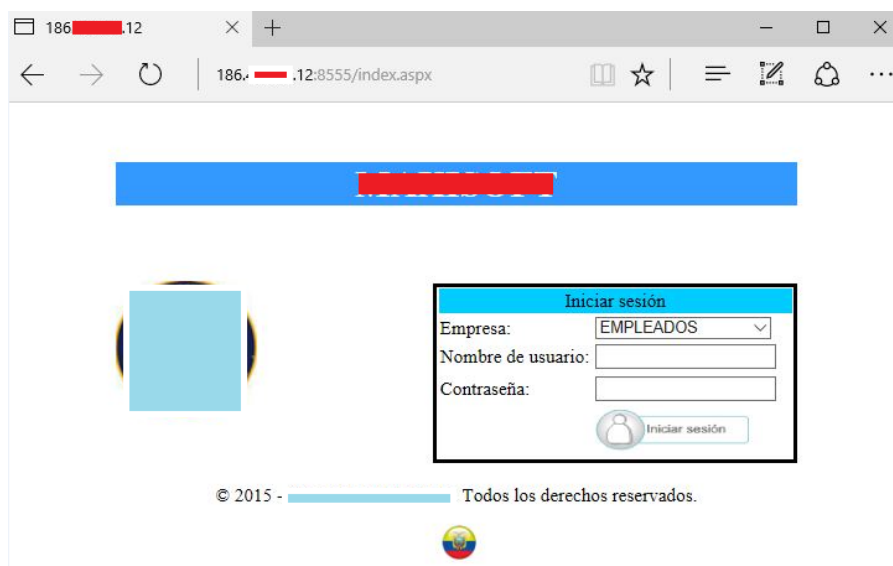 186 .12
186. .12:8555/index.aspx
Iniciar sesión
Empresa: EMPLEADOS
Nombre de usuario:
Contraseña:
Iniciar sesión
© 2015 - Todos los derechos reservados.